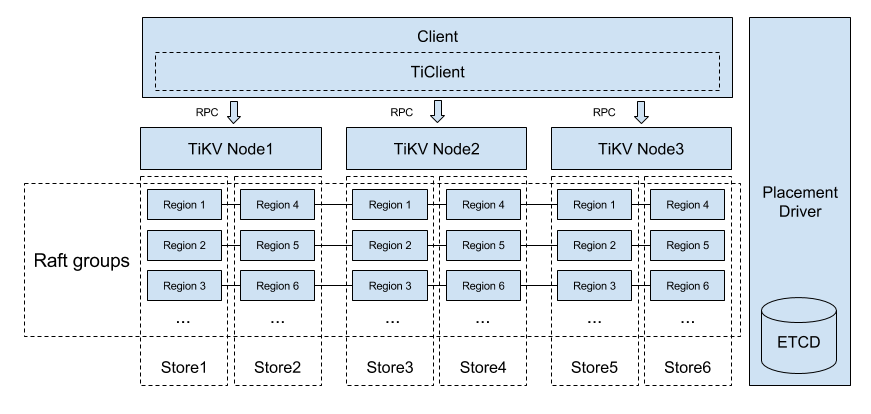 Client
TiClient
RPC
RPC
RPC
TiKV Node1
TiKV Node2
TiKV Node3
Raft groups
Region 1
Region 4
Region 1
Region 4
Region 1
Region 4
Region 2
Region 5
Region 2
Region 5
Region 2
Region 5
Region 3
Region 6
Region 3
Region 6
Region 3
Region 6
...
...
...
...
...
...
Store1
Store2
Store3
Store4
Store5
Store6
Placement
Driver
ETCD